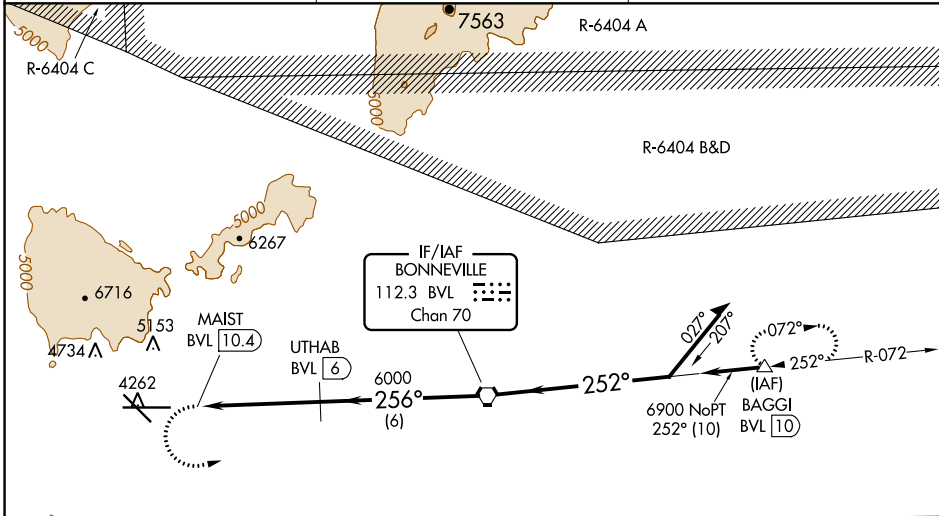 5000
7563
R-6404 A
R-6404 C
5000
R-6404 B&D
5000
5000
6267
6716
5153
4734
MAIST
BVL 10.4
UTHAB
BVL 6
IF/IAF
BONNEVILLE
112.3 BVL
Chan 70
027°
207°
072°
252°
R-072
4262
6000
256°
(6)
252°
6900 NoPT
252° (10)
(IAF)
BAGGI
BVL 10